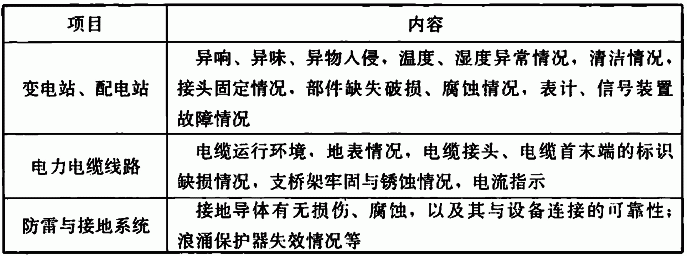 项目 内容
变电站、配电站 异响、异味、异物入侵，温度、湿度异常情况，清洁情况，
接头固定情况，部件缺失破损、腐蚀情况，表计、信号装置
故障情况
电力电缆线路 电缆运行环境，地表情况，电缆接头、电缆首末端的标识
缺损情况，支桥架牢固与锈蚀情况，电流指示
防雷与接地系统 接地导体有无损伤、腐蚀，以及其与设备连接的可靠性；
浪涌保护器失效情况等